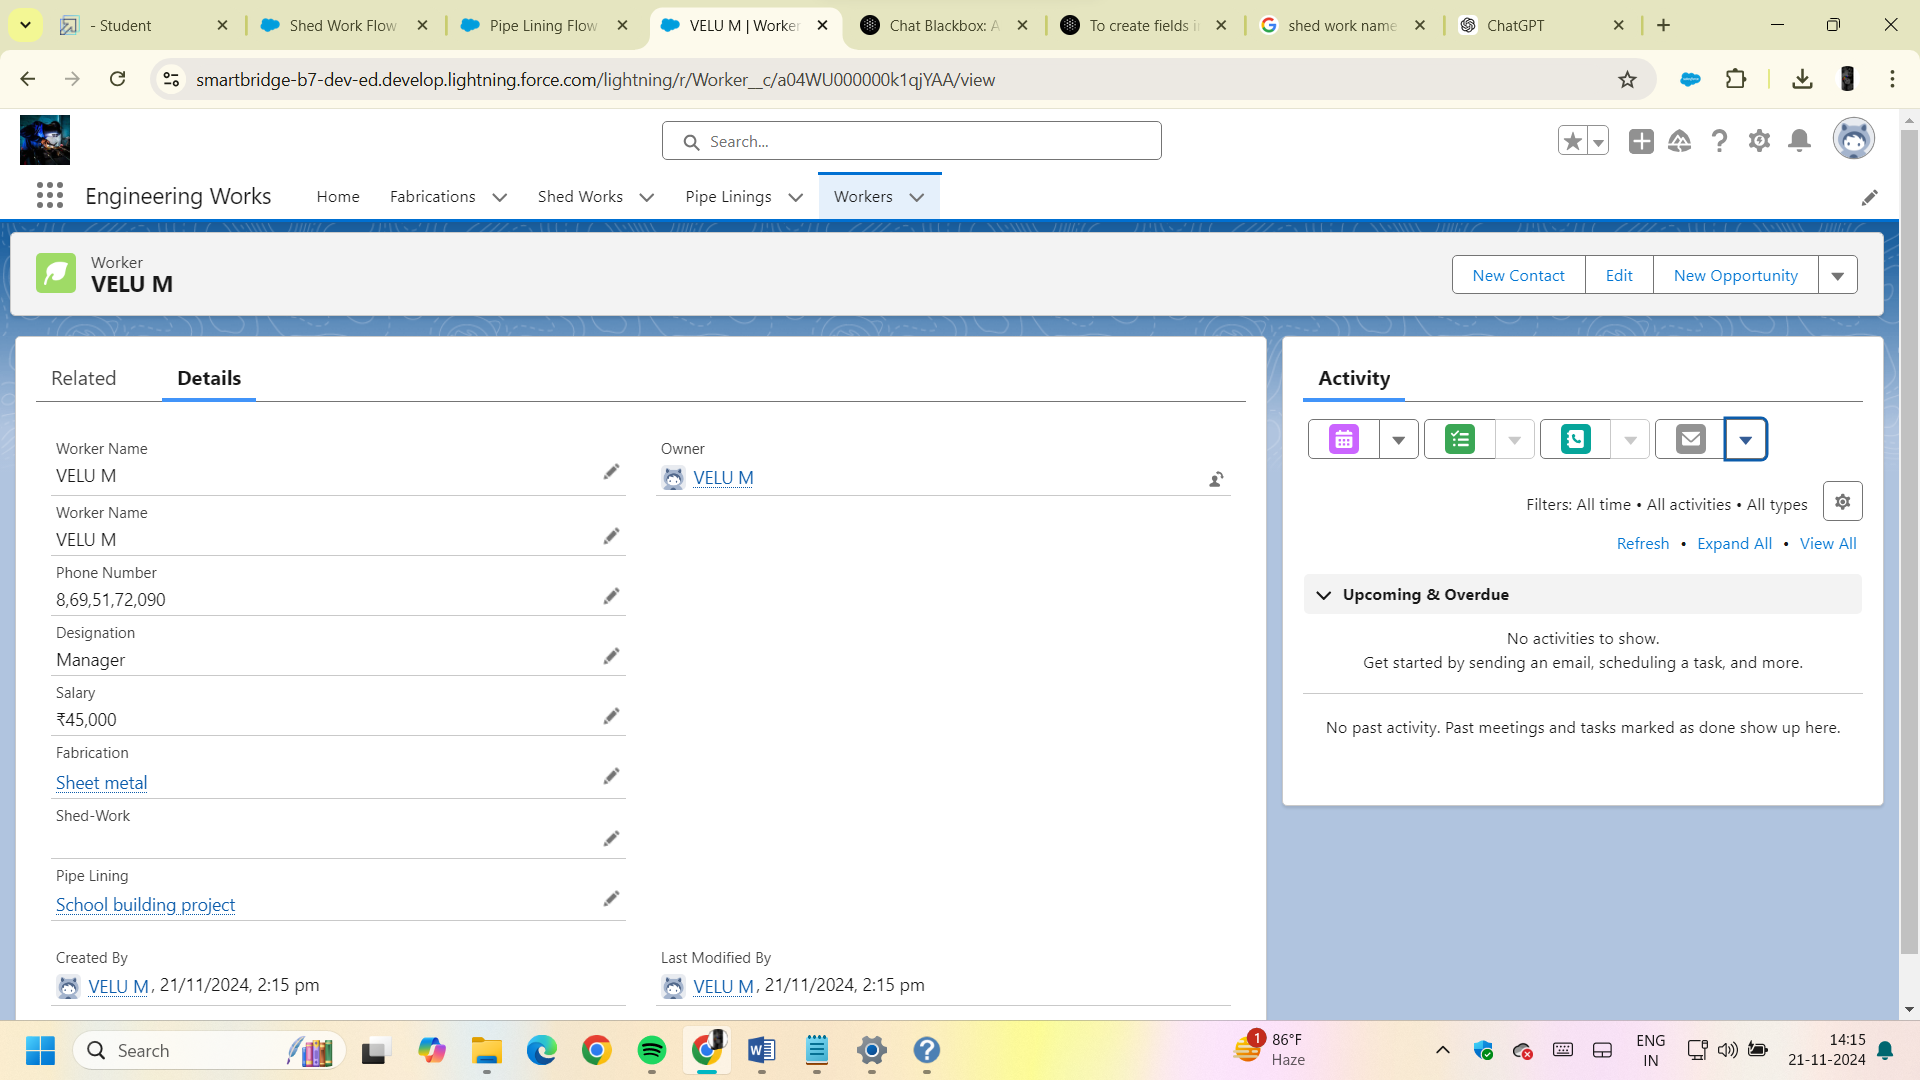 - Student
Shed Work Flow
Pipe Lining Flow
VELU M | Worker
Chat Blackbox: A
To create fields in
shed work name
ChatGPT
smartbridge-b7-dev-ed.develop.lightning.force.com/lightning/r/Worker__c/a04WU000000k1qjYAA/view
Search...
Engineering Works
Home
Fabrications
Shed Works
Pipe Linings
Workers
Worker
VELU M
New Contact
Edit
New Opportunity
Related
Details
Worker Name
VELU M
Owner
VELU M
Worker Name
VELU M
Phone Number
8,69,51,72,090
Designation
Manager
Salary
₹45,000
Fabrication
Sheet metal
Shed-Work
Pipe Lining
School building project
Created By
VELU M, 21/11/2024, 2:15 pm
Last Modified By
VELU M, 21/11/2024, 2:15 pm
Activity
Filters: All time • All activities • All types
Refresh • Expand All • View All
Upcoming & Overdue
No activities to show.
Get started by sending an email, scheduling a task, and more.
No past activity. Past meetings and tasks marked as done show up here.
Search
1
86°F
Haze
ENG
IN
14:15
21-11-2024